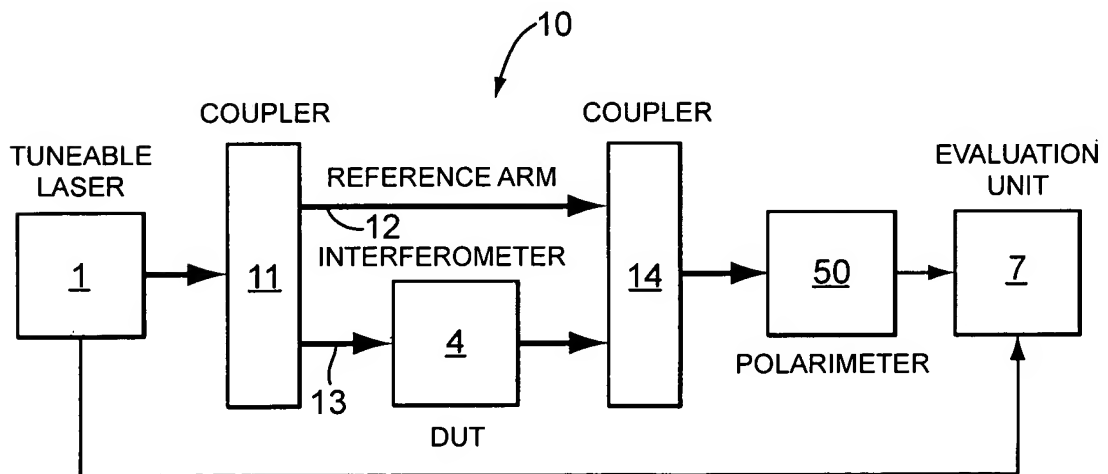 10
COUPLER
COUPLER
TUNEABLE
LASER
EVALUATION
UNIT
REFERENCE ARM
12
INTERFEROMETER
1
11
14
50
7
4
13
POLARIMETER
DUT